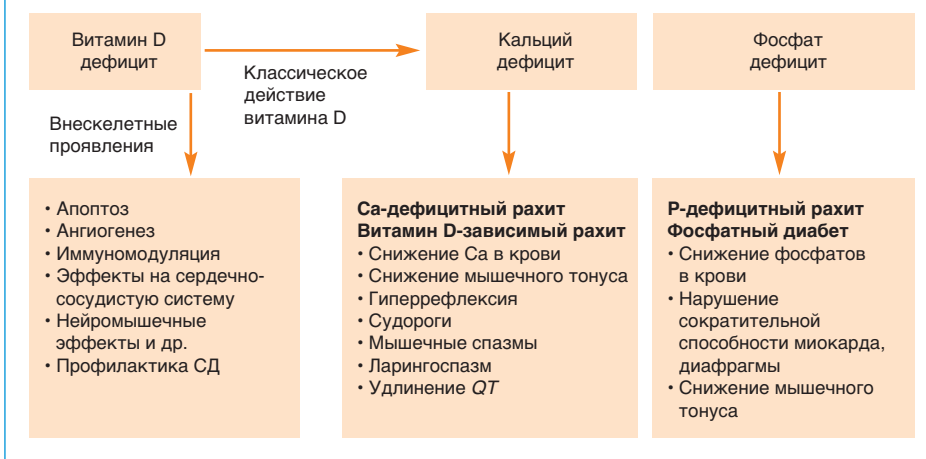 Витамин D
дефицит
Кальций
дефицит
Фосфат
дефицит
Классическое
действие
витамина D
Внескелетные
проявления
• Апоптоз
• Ангиогенез
• Иммуномодуляция
• Эффекты на сердечно-
сосудистую систему
• Нейромышечные
эффекты и др.
• Профилактика СД
Са-дефицитный рахит
Витамин D-зависимый рахит
• Снижение Са в крови
• Снижение мышечного тонуса
• Гиперрефлексия
• Судороги
• Мышечные спазмы
• Ларингоспазм
• Удлинение QT
Р-дефицитный рахит
Фосфатный диабет
• Снижение фосфатов
в крови
• Нарушение
сократительной
способности миокарда,
диафрагмы
• Снижение мышечного
тонуса